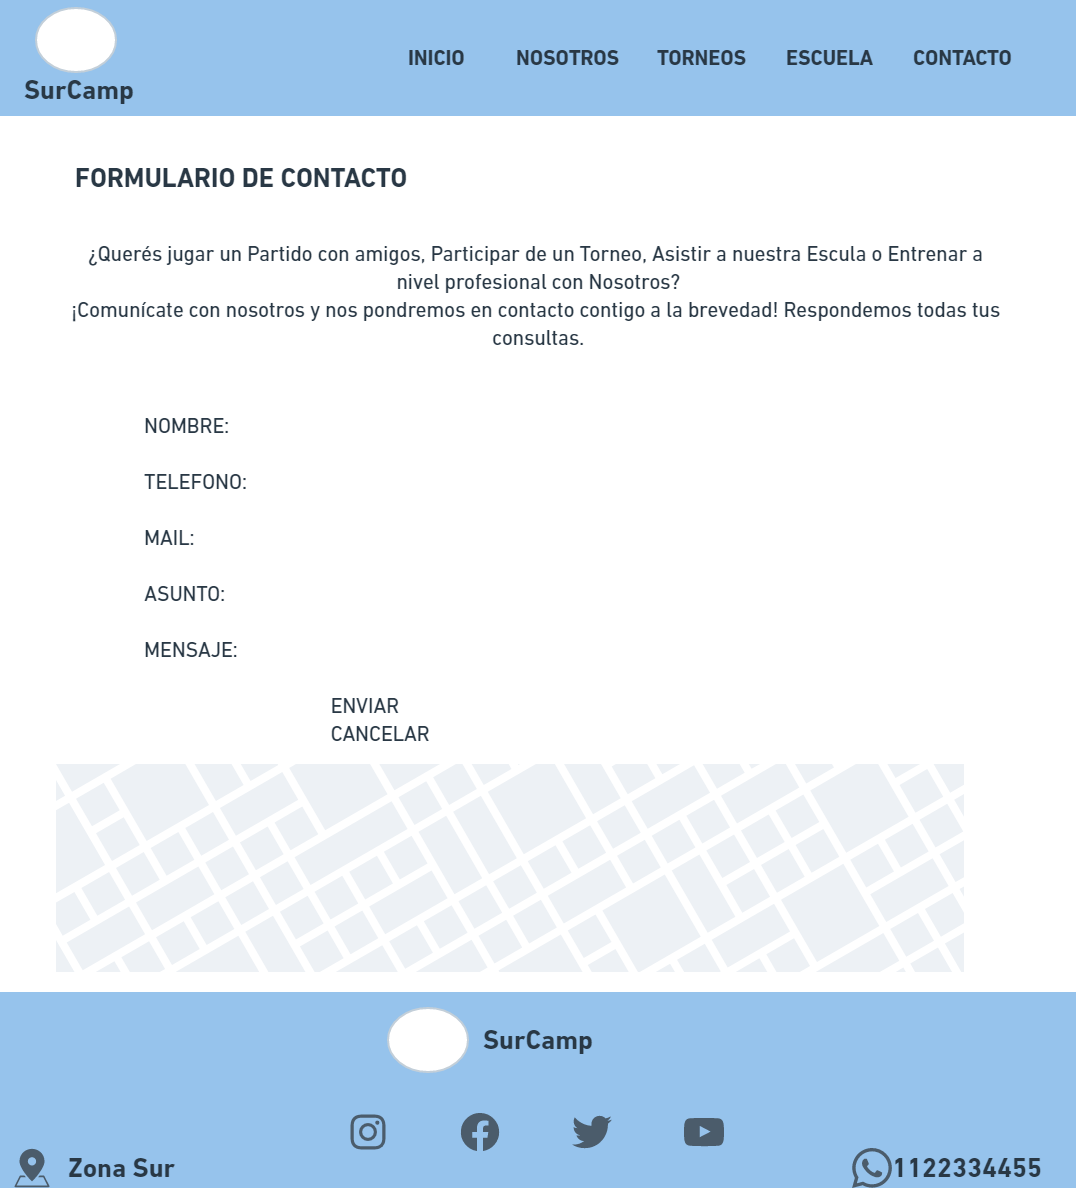 SurCamp
INICIO NOSOTROS TORNEOS ESCUELA CONTACTO
FORMULARIO DE CONTACTO
¿Querés jugar un Partido con amigos, Participar de un Torneo, Asistir a nuestra Escula o Entrenar a
nivel profesional con Nosotros?
¡Comunícate con nosotros y nos pondremos en contacto contigo a la brevedad! Respondemos todas tus
consultas.
NOMBRE:
TELEFONO:
MAIL:
ASUNTO:
MENSAJE:
ENVIAR
CANCELAR
SurCamp
Zona Sur
1122334455